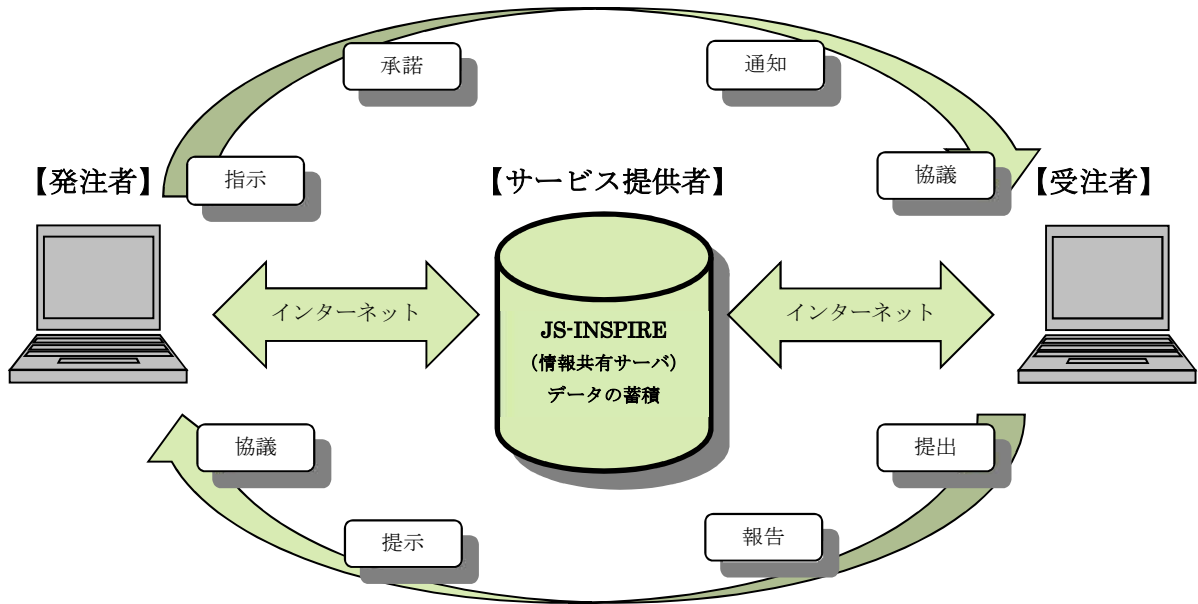 承諾
通知
指示
協議
【発注者】
【サービス提供者】
【受注者】
インターネット
JS-INSPIRE
（情報共有サーバ）
データの蓄積
インターネット
協議
提出
提示
報告